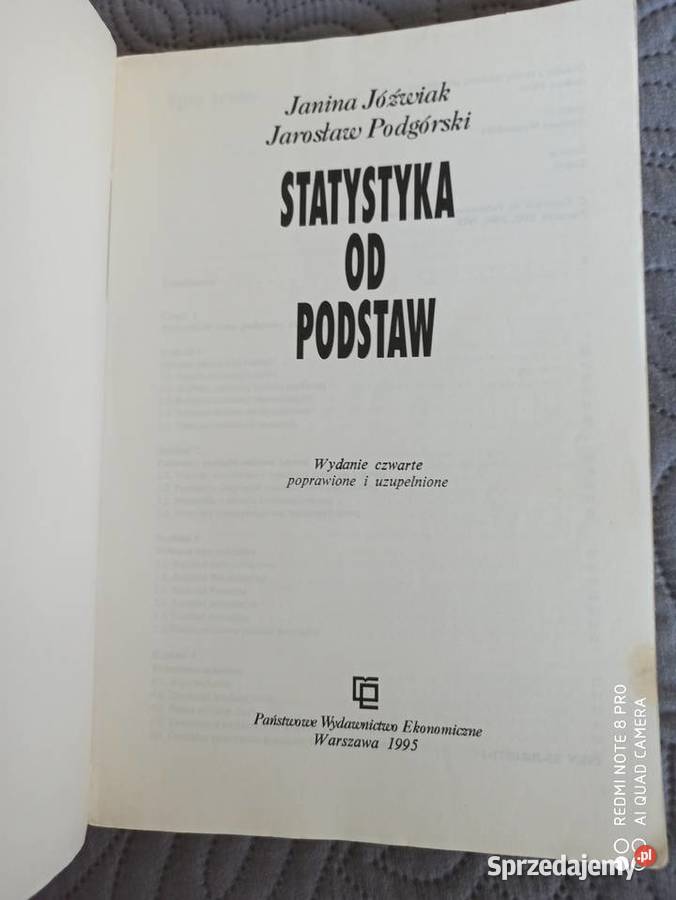 Janina Jóźwiak
Jarosław Podgórski
STATYSTYKA
OD
PODSTAW
Wydanie czwarte
poprawione i uzupełnione
Państwowe Wydawnictwo Ekonomiczne
Warszawa 1995
REDMI NOTE 8 PRO
AI QUAD CAMERA
Sprzedajemy.pl